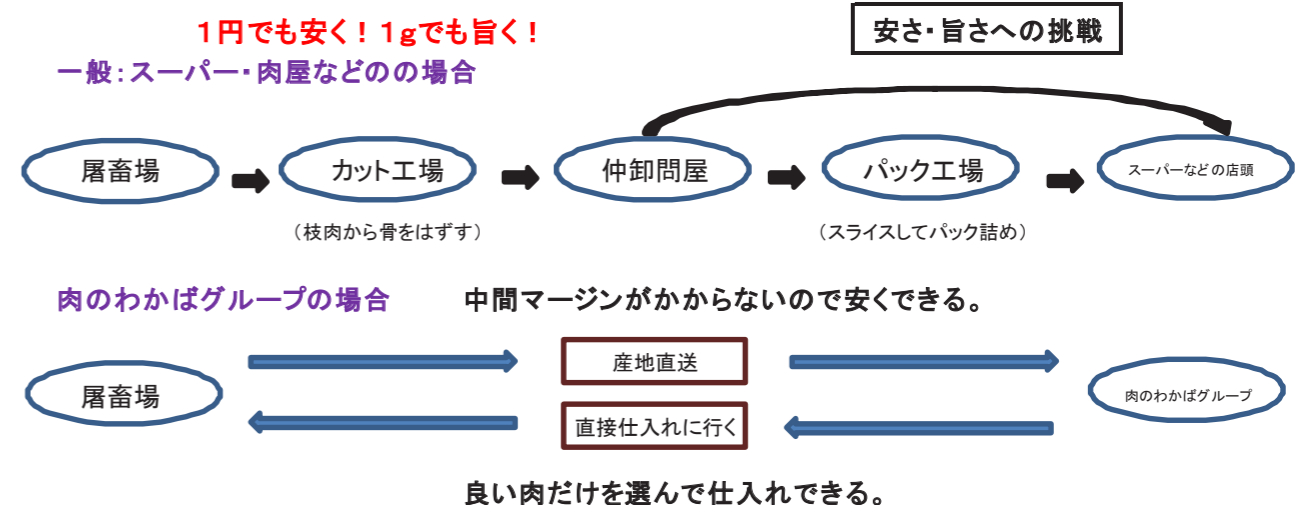 1円でも安く！1gでも旨く！
安さ・旨さへの挑戦
一般：スーパー・肉屋などのの場合
屠畜場
カット工場
仲卸問屋
パック工場
スーパーなどの店頭
（枝肉から骨をはずす）
（スライスしてパック詰め）
肉のわかばグループの場合
中間マージンがかからないので安くできる。
屠畜場
産地直送
直接仕入れに行く
肉のわかばグループ
良い肉だけを選んで仕入れできる。